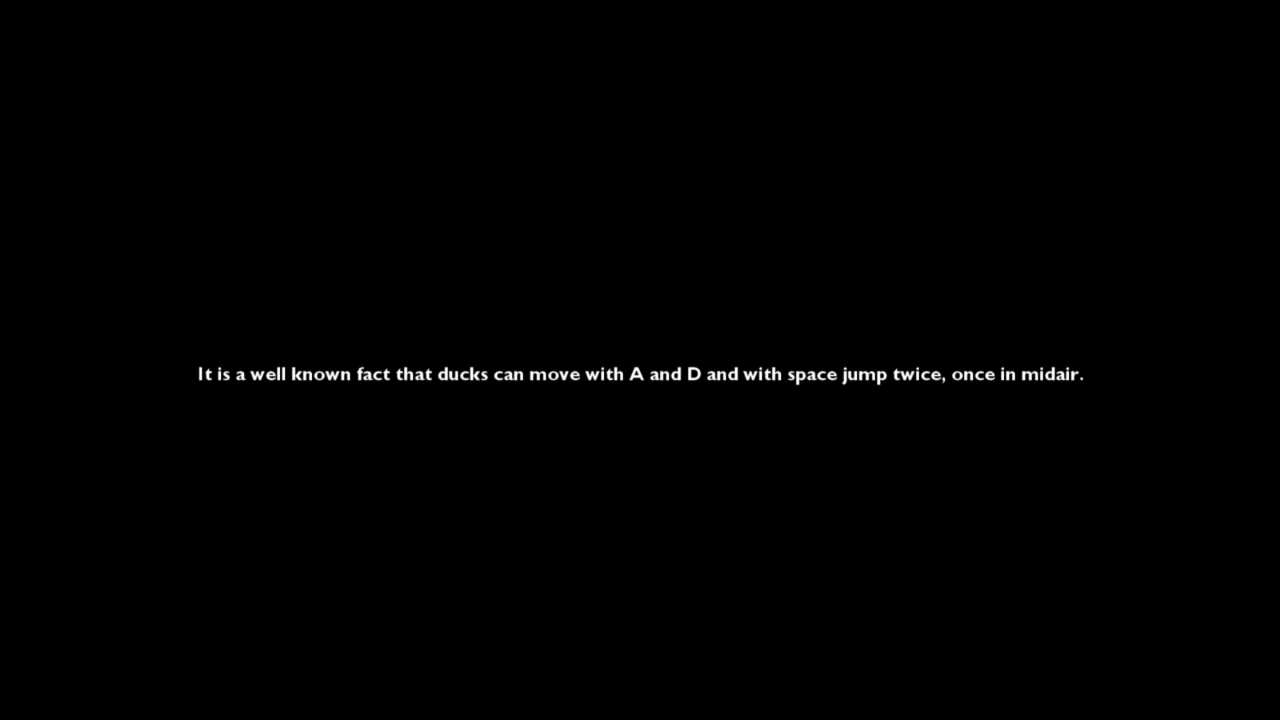 It is a well known fact that ducks can move with A and D and with space jump twice, once in midair.